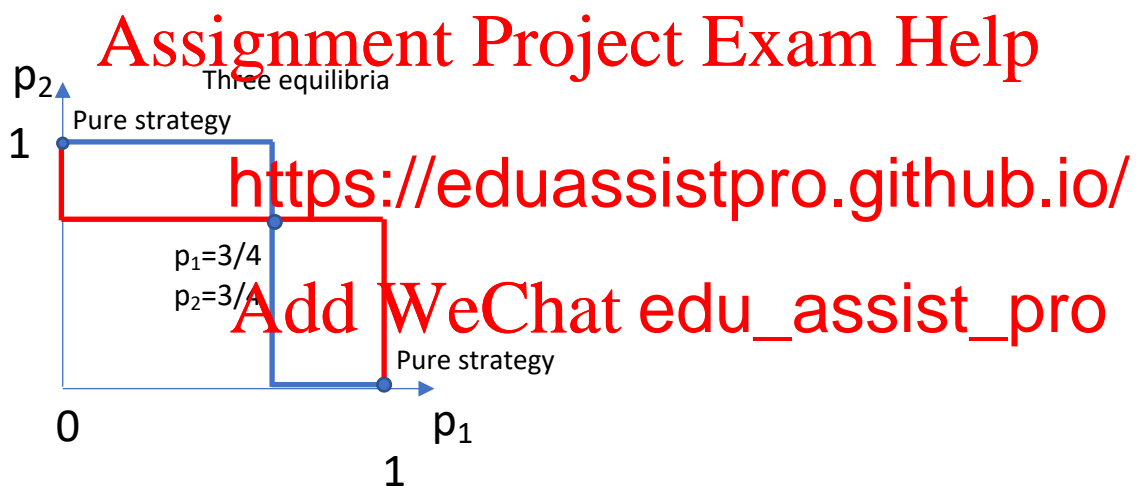 Assignment Project Exam Help
p₂
Three equilibria
Pure strategy
1
https://eduassistpro.github.io/
p₁=3/4
p₂=3/4
Add WeChat edu_assist_pro
Pure strategy
0
p₁
1